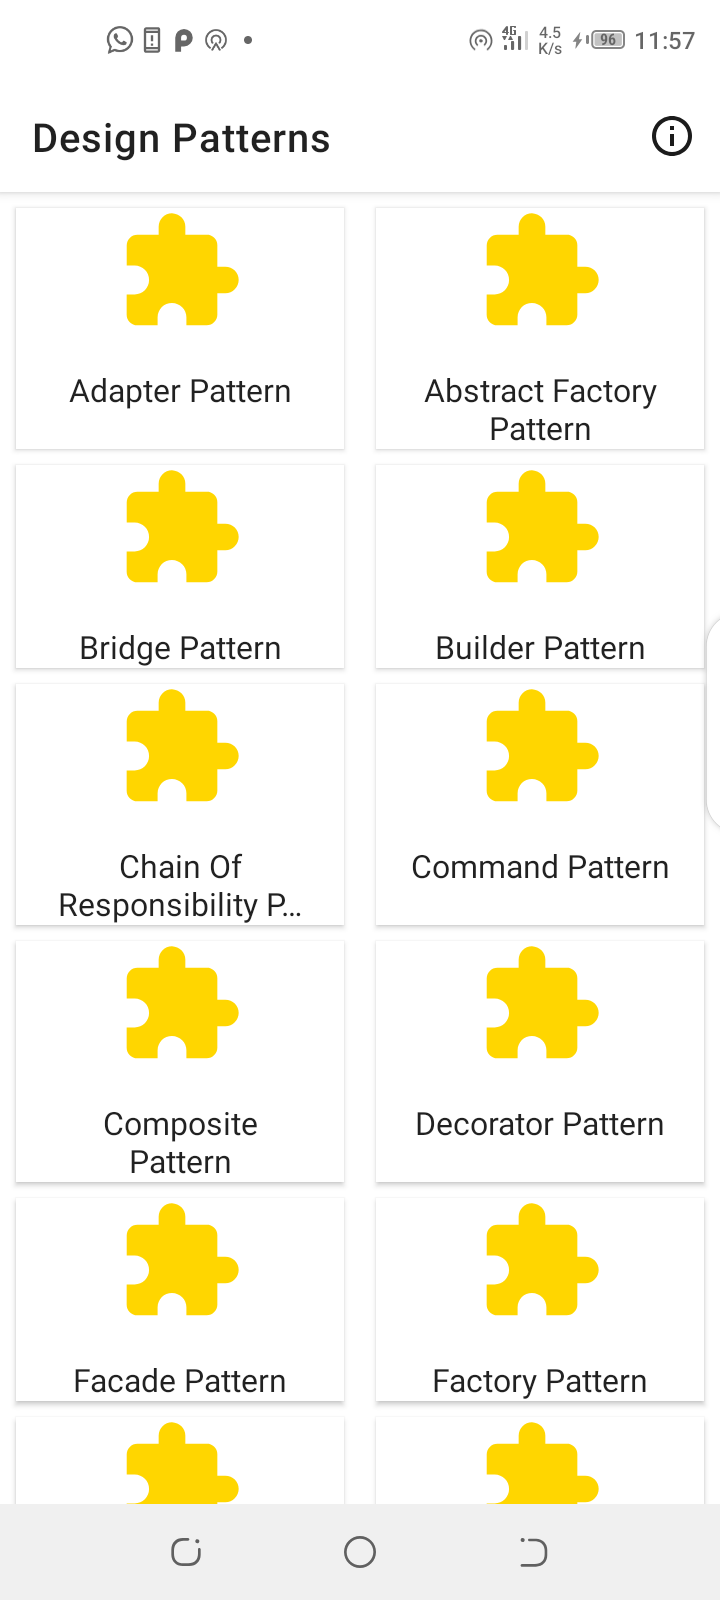 4G 4.5 K/s 96 11:57
Design Patterns
Adapter Pattern
Abstract Factory
Pattern
Bridge Pattern
Builder Pattern
Chain Of
Responsibility P...
Command Pattern
Composite
Pattern
Decorator Pattern
Facade Pattern
Factory Pattern